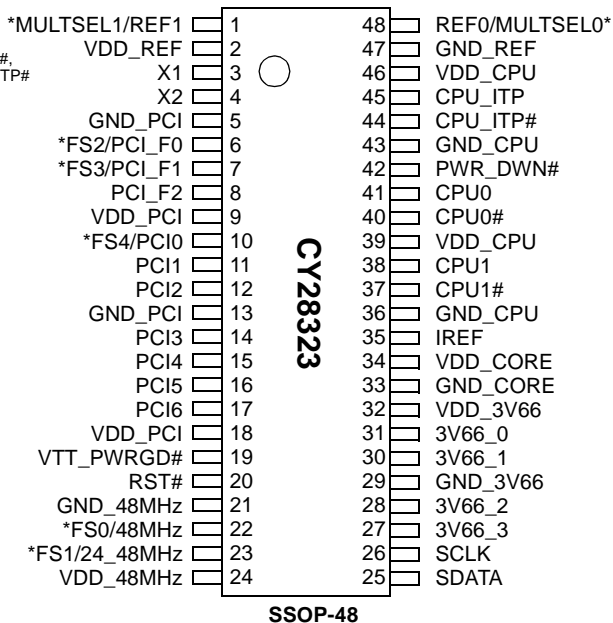 *MULTSEL1/REF1 1 48 REF0/MULTSEL0*
VDD_REF 2 47 GND_REF
#,
TP#
X1 3 46 VDD_CPU
X2 4 45 CPU_ITP
GND_PCI 5 44 CPU_ITP#
*FS2/PCI_F0 6 43 GND_CPU
*FS3/PCI_F1 7 42 PWR_DWN#
PCI_F2 8 41 CPU0
VDD_PCI 9 40 CPU0#
*FS4/PCI0 10 39 VDD_CPU
PCI1 11 38 CPU1
PCI2 12 37 CPU1#
GND_PCI 13 36 GND_CPU
PCI3 14 35 IREF
PCI4 15 34 VDD_CORE
PCI5 16 33 GND_CORE
PCI6 17 32 VDD_3V66
VDD_PCI 18 31 3V66_0
VTT_PWRGD# 19 30 3V66_1
RST# 20 29 GND_3V66
GND_48MHz 21 28 3V66_2
*FS0/48MHz 22 27 3V66_3
*FS1/24_48MHz 23 26 SCLK
VDD_48MHz 24 25 SDATA
CY28323
SSOP-48